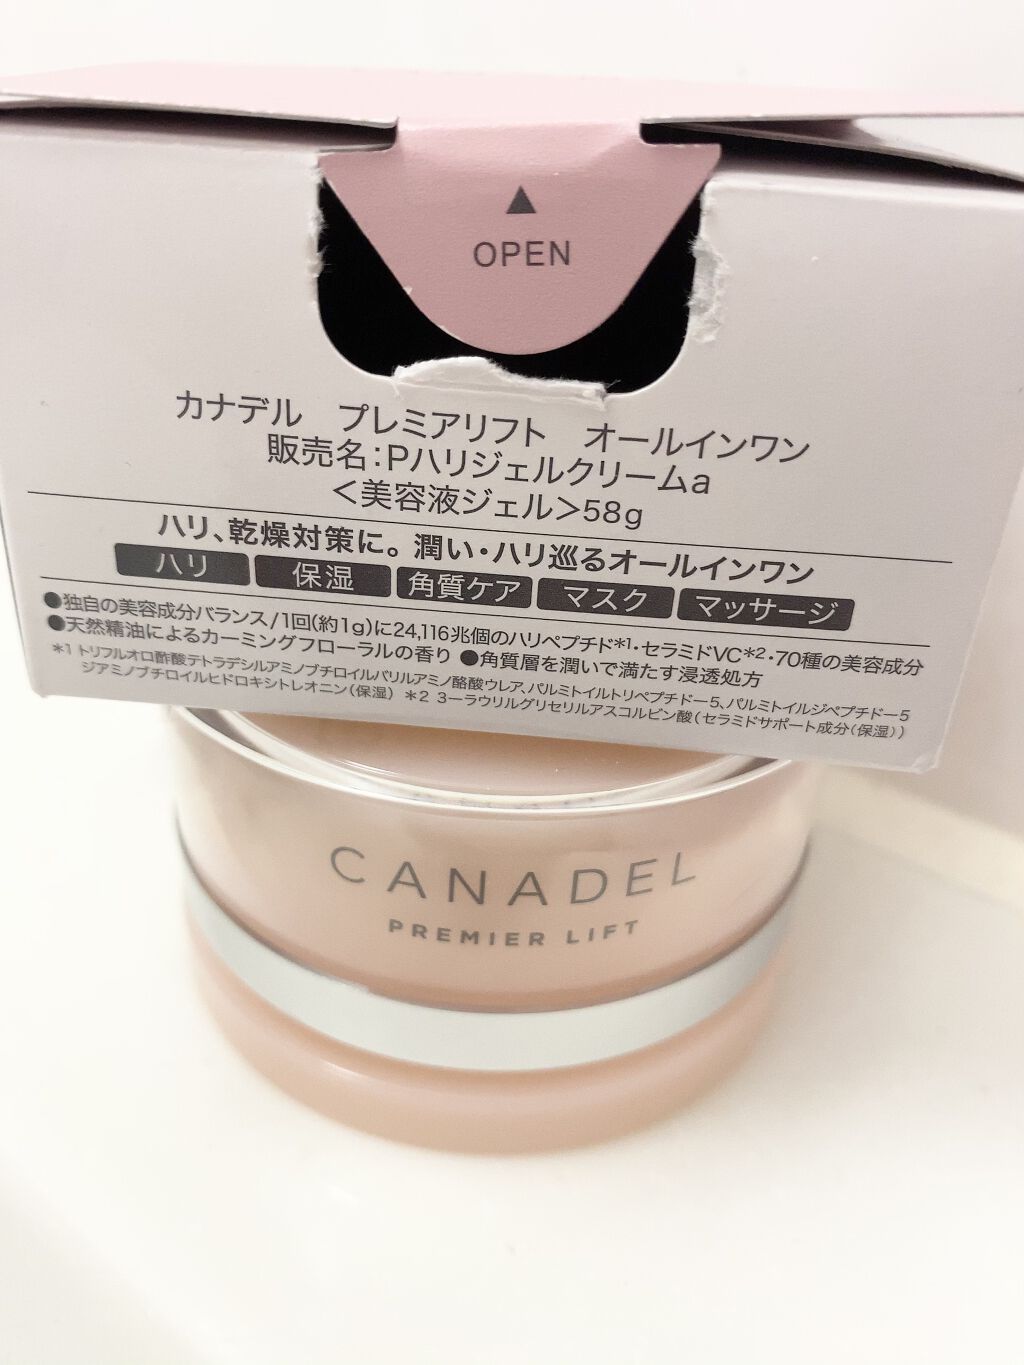 ▲
OPEN
カナデル　プレミアリフト　オールインワン
販売名:Pハリジェルクリームa
＜美容液ジェル＞58g
ハリ、乾燥対策に。潤い・ハリ巡るオールインワン
ハリ 保湿 角質ケア マスク マッサージ
●独自の美容成分バランス/1回(約1g)に24,116兆個のハリペプチド*1・セラミドVC*2・70種の美容成分
●天然精油によるカーミングフローラルの香り ●角質層を潤いで満たす浸透処方
*1 トリフルオロ酢酸テトラデシルアミノブチロイルバリルアミノ酪酸ウレア、パルミトイルトリペプチドー5、パルミトイルジペプチドー5
ジアミノブチロイルヒドロキシトレオニン(保湿) *2 3ーラウリルグリセリルアスコルビン酸(セラミドサポート成分(保湿))
CANADEL
PREMIER LIFT